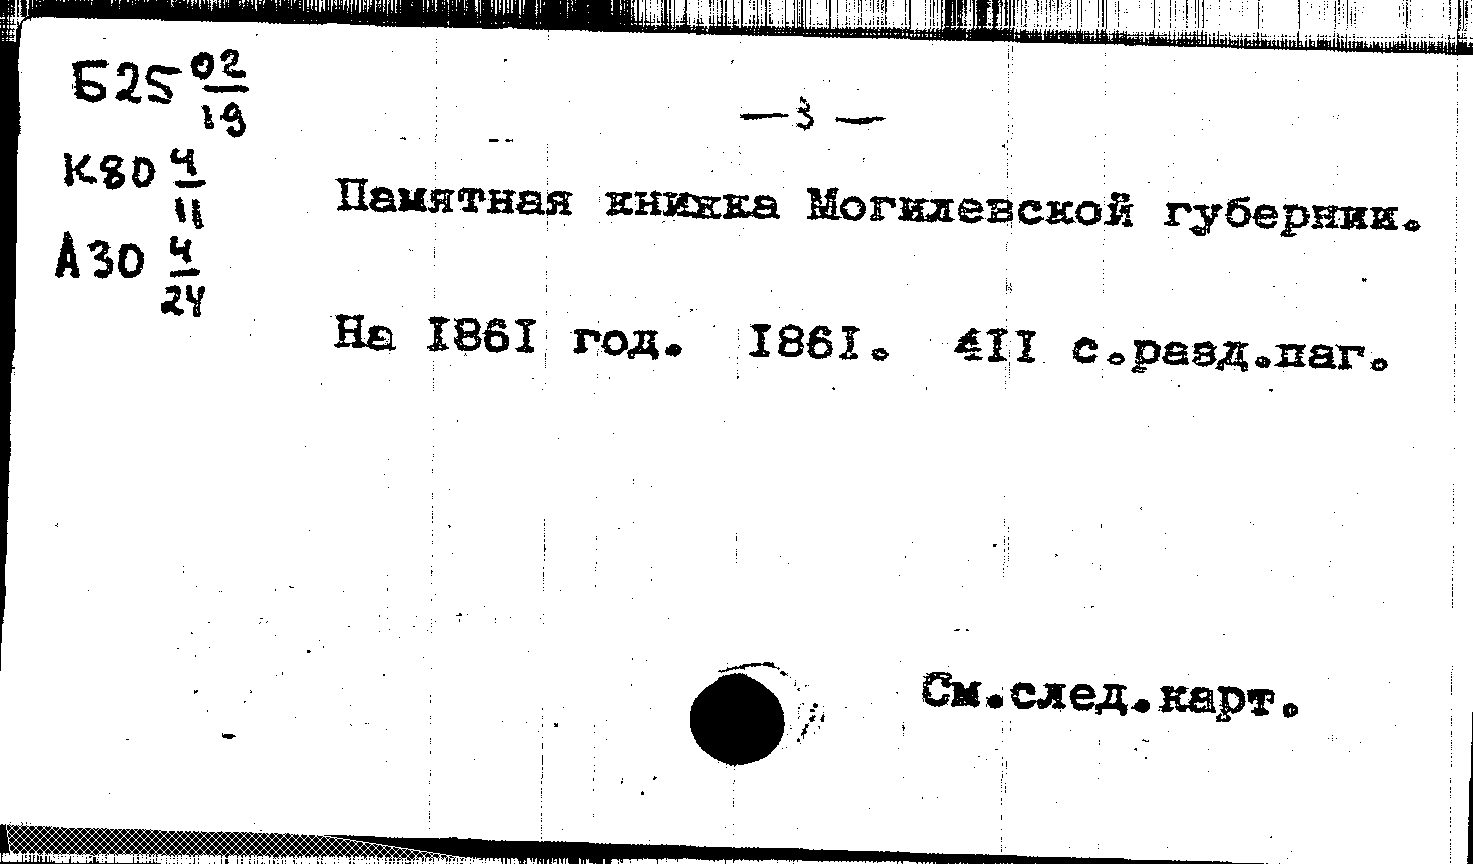 Б25 02/19
— 3 —
К80 4/11
Памятная книжка Могилевской губернии.
А30 4/24
На 1861 год. 1861. 411 с.разд.паг.
См.след.карт.